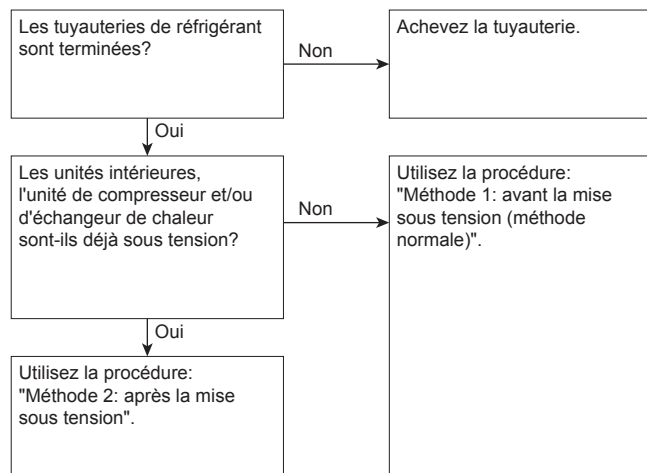 Les tuyauteries de réfrigérant
sont terminées?
Non
Achevez la tuyauterie.
Oui
Les unités intérieures,
l'unité de compresseur et/ou
d'échangeur de chaleur
sont-ils déjà sous tension?
Non
Utilisez la procédure:
"Méthode 1: avant la mise
sous tension (méthode
normale)".
Oui
Utilisez la procédure:
"Méthode 2: après la mise
sous tension".